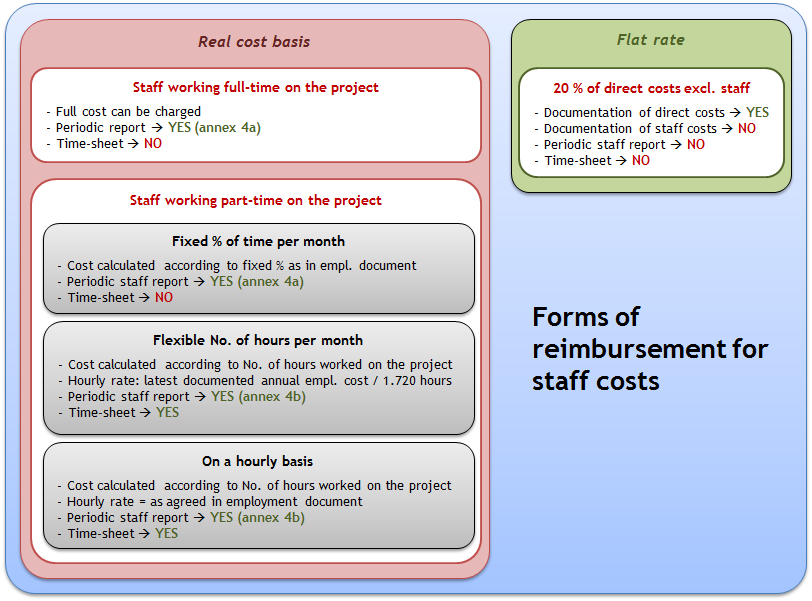 Real cost basis
Staff working full-time on the project
- Full cost can be charged
- Periodic report → YES (annex 4a)
- Time-sheet → NO
Staff working part-time on the project
Fixed % of time per month
- Cost calculated according to fixed % as in empl. document
- Periodic staff report → YES (annex 4a)
- Time-sheet → NO
Flexible No. of hours per month
- Cost calculated according to No. of hours worked on the project
- Hourly rate: latest documented annual empl. cost / 1.720 hours
- Periodic staff report → YES (annex 4b)
- Time-sheet → YES
On a hourly basis
- Cost calculated according to No. of hours worked on the project
- Hourly rate = as agreed in employment document
- Periodic staff report → YES (annex 4b)
- Time-sheet → YES
Flat rate
20 % of direct costs excl. staff
- Documentation of direct costs → YES
- Documentation of staff costs → NO
- Periodic staff report → NO
- Time-sheet → NO
Forms of
reimbursement for
staff costs